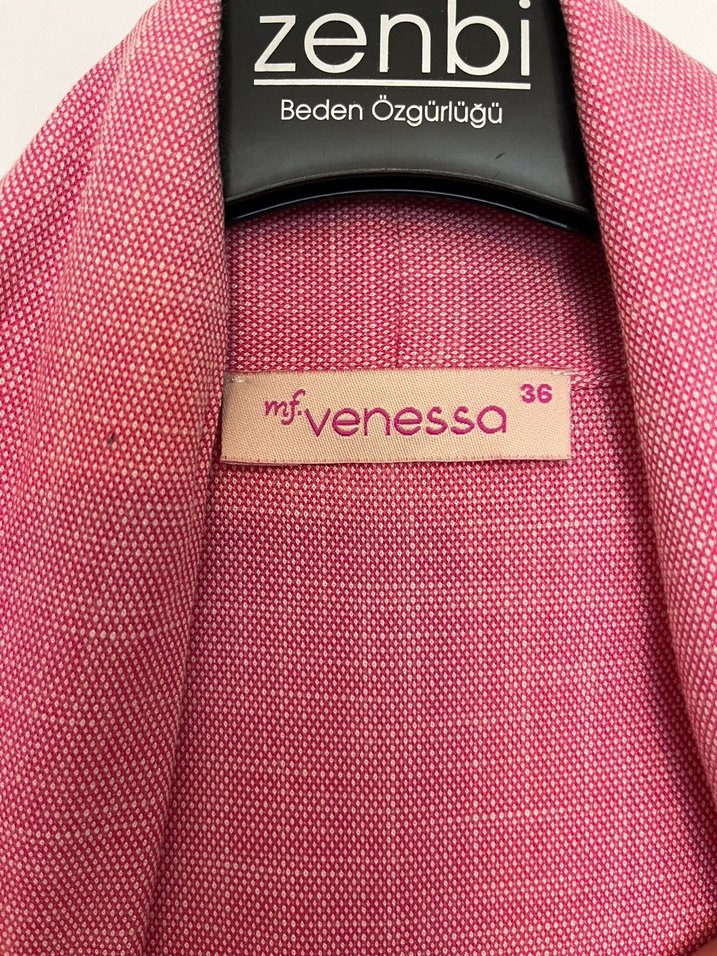 zenbi
Beden Özgürlüğü
mf. venessa 36